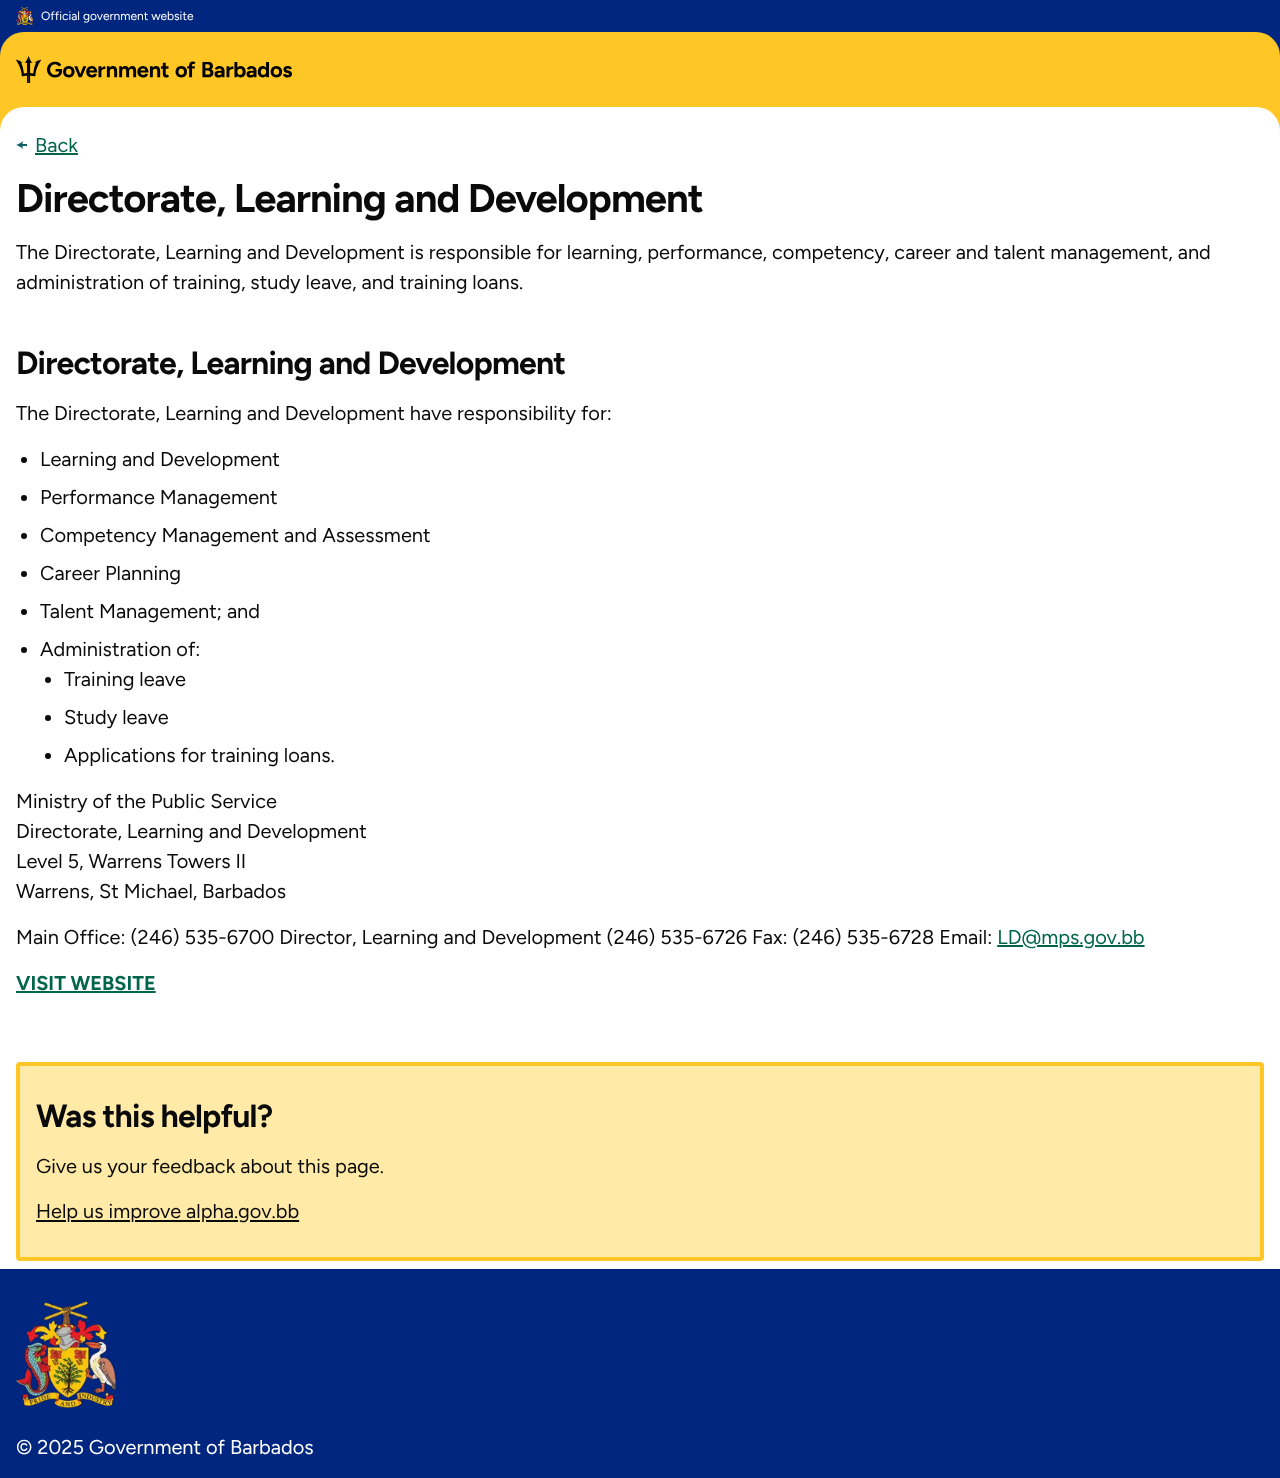 Official government website
Government of Barbados
Back
Directorate, Learning and Development
The Directorate, Learning and Development is responsible for learning, performance, competency, career and talent management, and
administration of training, study leave, and training loans.
Directorate, Learning and Development
The Directorate, Learning and Development have responsibility for:
Learning and Development
Performance Management
Competency Management and Assessment
Career Planning
Talent Management; and
Administration of:
Training leave
Study leave
Applications for training loans.
Ministry of the Public Service
Directorate, Learning and Development
Level 5, Warrens Towers II
Warrens, St Michael, Barbados
Main Office: (246) 535-6700 Director, Learning and Development (246) 535-6726 Fax: (246) 535-6728 Email: LD@mps.gov.bb
VISIT WEBSITE
Was this helpful?
Give us your feedback about this page.
Help us improve alpha.gov.bb
PRIDE AND INDUSTRY
© 2025 Government of Barbados